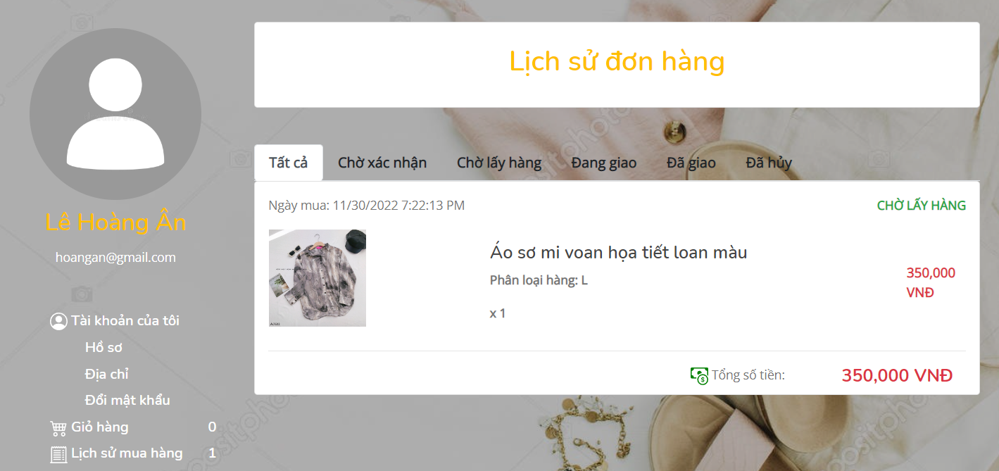 Lịch sử đơn hàng
Lê Hoàng Ân
hoangan@gmail.com
Tài khoản của tôi
Hồ sơ
Địa chỉ
Đổi mật khẩu
Giỏ hàng 0
Lịch sử mua hàng 1
Tất cả Chờ xác nhận Chờ lấy hàng Đang giao Đã giao Đã hủy
Ngày mua: 11/30/2022 7:22:13 PM CHỜ LẤY HÀNG
Áo sơ mi voan họa tiết loan màu
Phân loại hàng: L
x 1
350,000
VNĐ
Tổng số tiền: 350,000 VNĐ